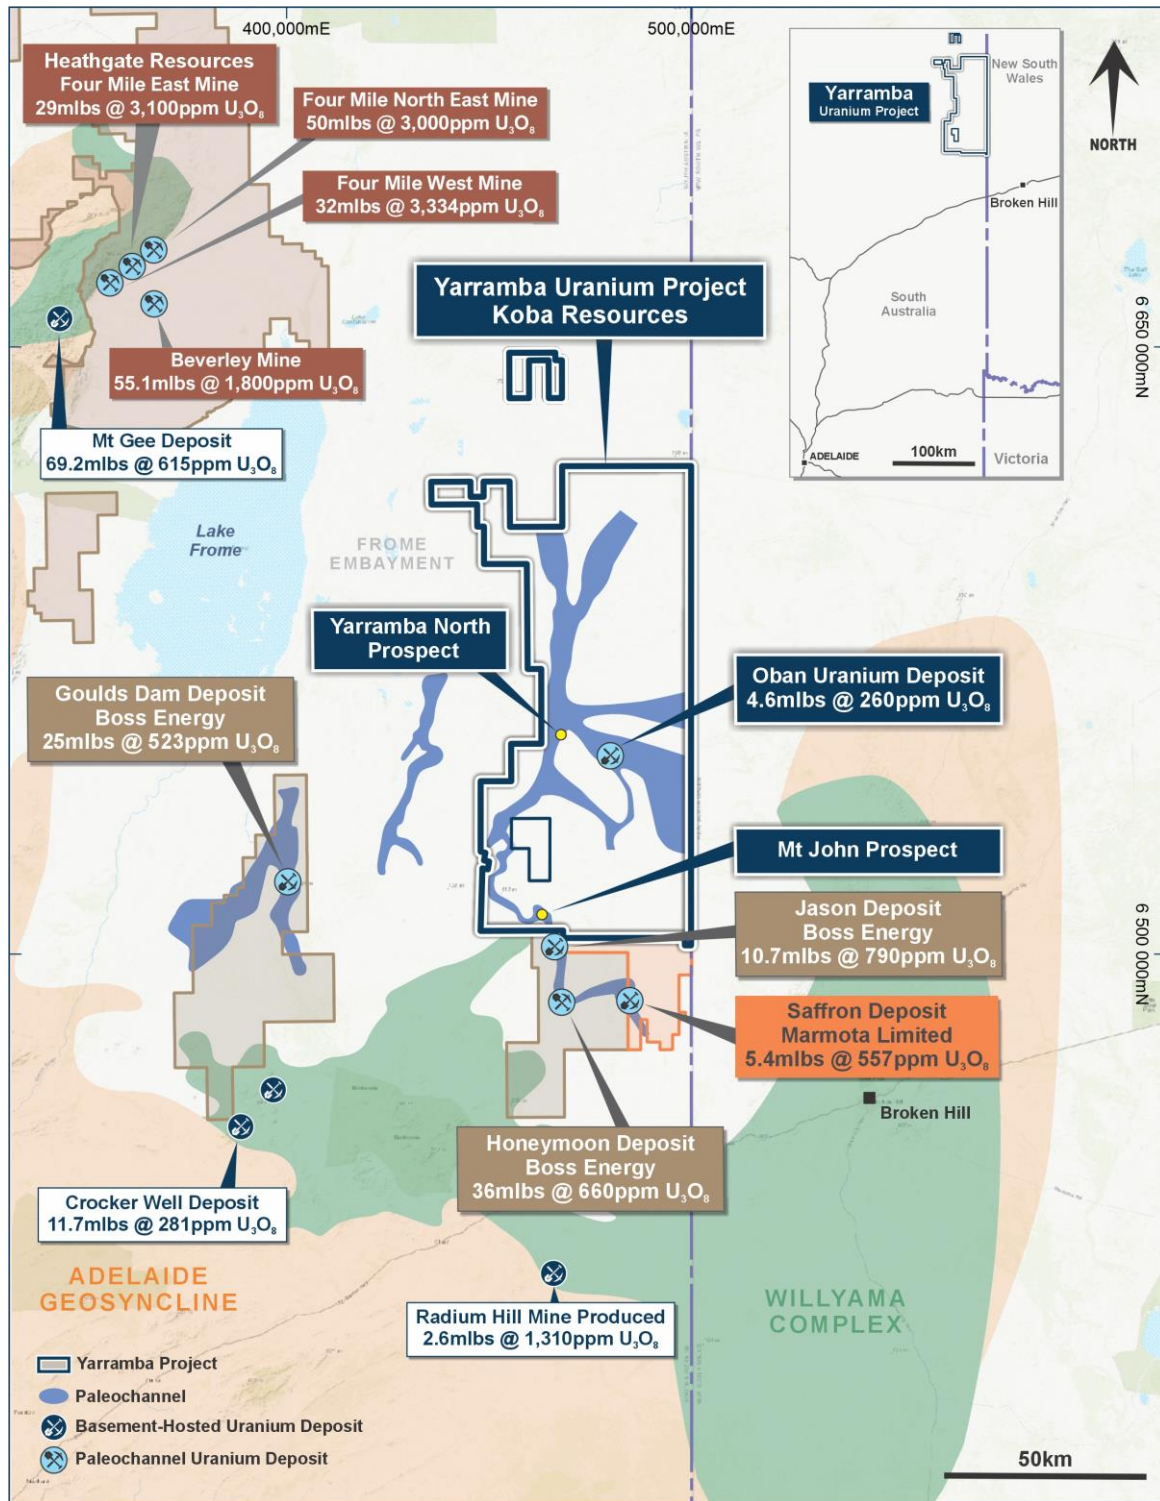 400,000mE
500,000mE
Heathgate Resources
Four Mile East Mine
29mlbs @ 3,100ppm U₃O₈
Four Mile North East Mine
50mlbs @ 3,000ppm U₃O₈
Four Mile West Mine
32mlbs @ 3,334ppm U₃O₈
Beverley Mine
55.1mlbs @ 1,800ppm U₃O₈
Mt Gee Deposit
69.2mlbs @ 615ppm U₃O₈
Yarramba Uranium Project
Koba Resources
Yarramba
Uranium Project
New South
Wales
Broken Hill
South
Australia
ADELAIDE
100km
Victoria
NORTH
6 650 000mN
Lake
Frome
FROME
EMBAYMENT
Yarramba North
Prospect
Oban Uranium Deposit
4.6mlbs @ 260ppm U₃O₈
Goulds Dam Deposit
Boss Energy
25mlbs @ 523ppm U₃O₈
Mt John Prospect
Jason Deposit
Boss Energy
10.7mlbs @ 790ppm U₃O₈
6 500 000mN
Saffron Deposit
Marmota Limited
5.4mlbs @ 557ppm U₃O₈
Broken Hill
Honeymoon Deposit
Boss Energy
36mlbs @ 660ppm U₃O₈
Crocker Well Deposit
11.7mlbs @ 281ppm U₃O₈
ADELAIDE
GEOSYNCLINE
Radium Hill Mine Produced
2.6mlbs @ 1,310ppm U₃O₈
WILLYAMA
COMPLEX
Yarramba Project
Paleochannel
Basement-Hosted Uranium Deposit
Paleochannel Uranium Deposit
50km